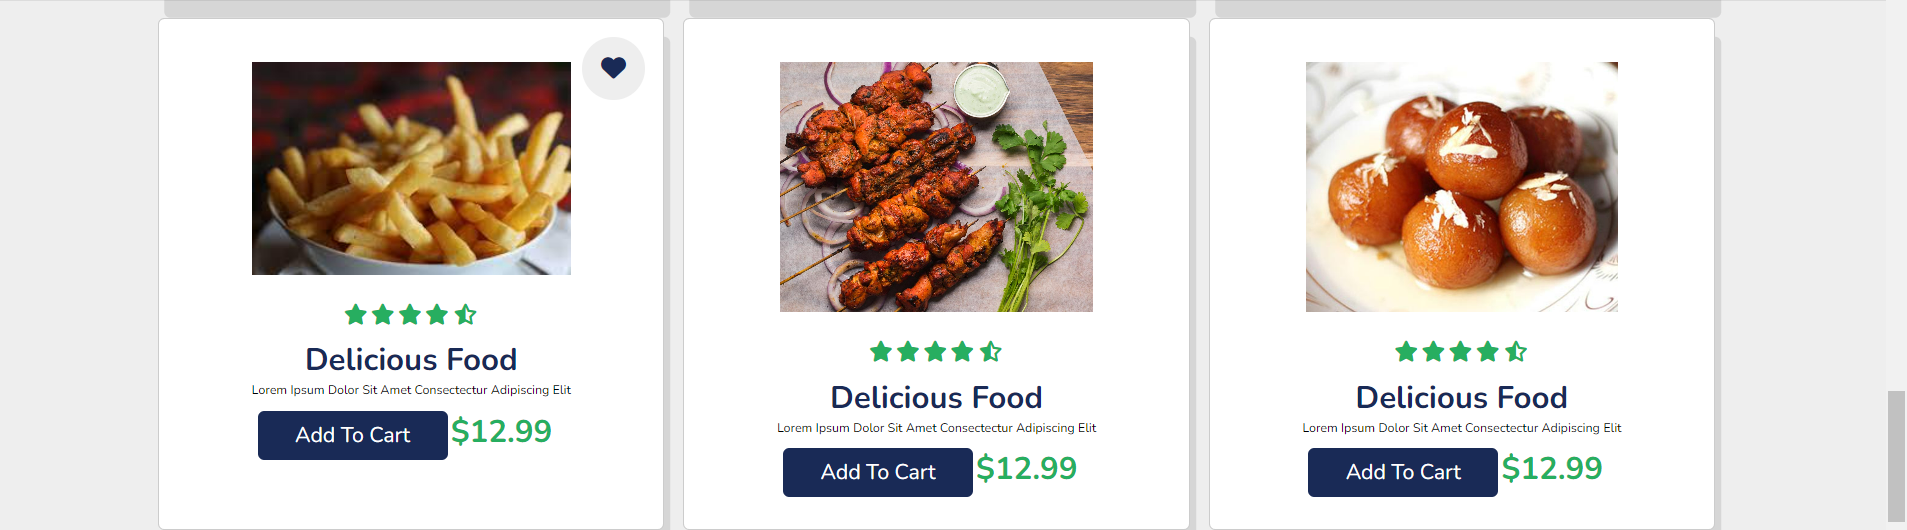 Delicious Food
Lorem Ipsum Dolor Sit Amet Consectectur Adipiscing Elit
Add To Cart $12.99
Delicious Food
Lorem Ipsum Dolor Sit Amet Consectectur Adipiscing Elit
Add To Cart $12.99
Delicious Food
Lorem Ipsum Dolor Sit Amet Consectectur Adipiscing Elit
Add To Cart $12.99